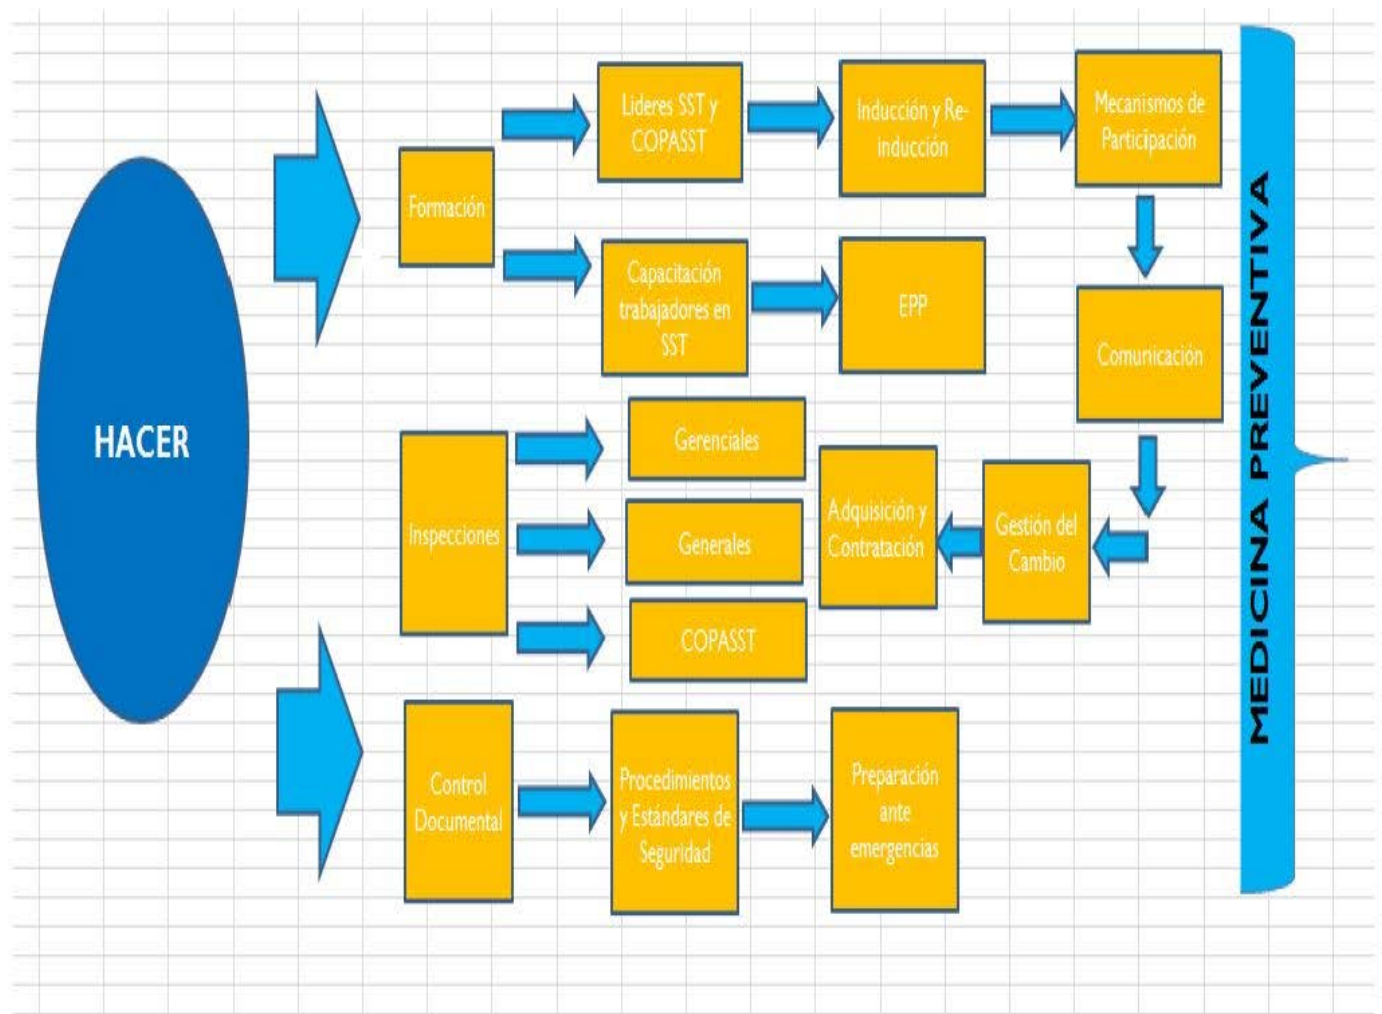 HACER
Formación
Lideres SST y
COPASST
Inducción y Re-
inducción
Mecanismos de
Participación
Capacitación
trabajadores en
SST
EPP
Comunicación
Inspecciones
Gerenciales
Generales
COPASST
Adquisición y
Contratación
Gestión del
Cambio
Control
Documental
Procedimientos
y Estándares de
Seguridad
Preparación
ante
emergencias
MEDICINA PREVENTIVA